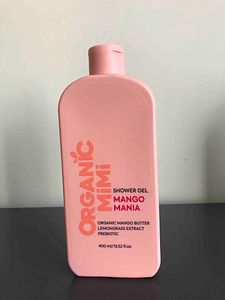 ORGANIC
MiMi
SHOWER GEL
MANGO
MANIA
ORGANIC MANGO BUTTER
LEMONGRASS EXTRACT
PREBIOTIC
400 ml/13.52 fl.oz.